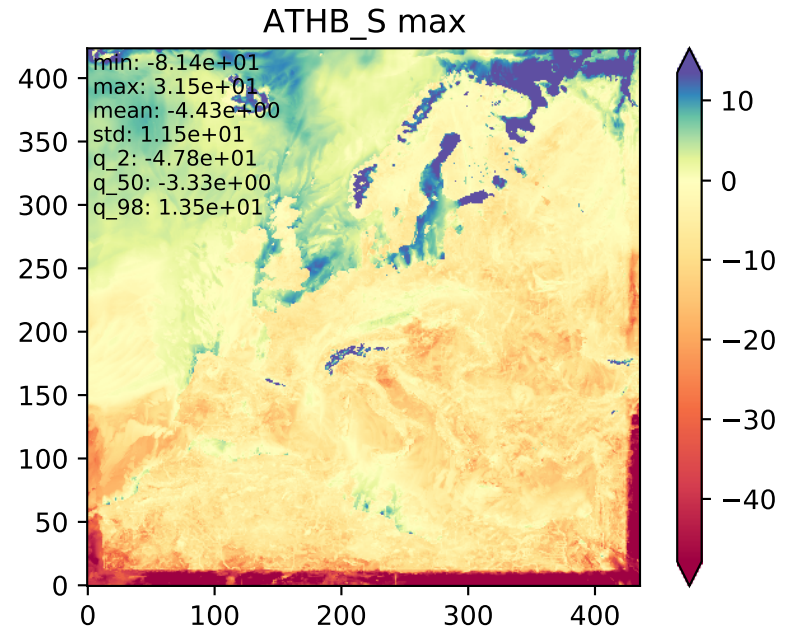 ATHB_S max
min: -8.14e+01
max: 3.15e+01
mean: -4.43e+00
std: 1.15e+01
q_2: -4.78e+01
q_50: -3.33e+00
q_98: 1.35e+01
400
350
300
250
200
150
100
50
0
0 100 200 300 400
10
0
−10
−20
−30
−40